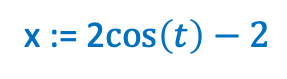 x := 2cos(t) − 2